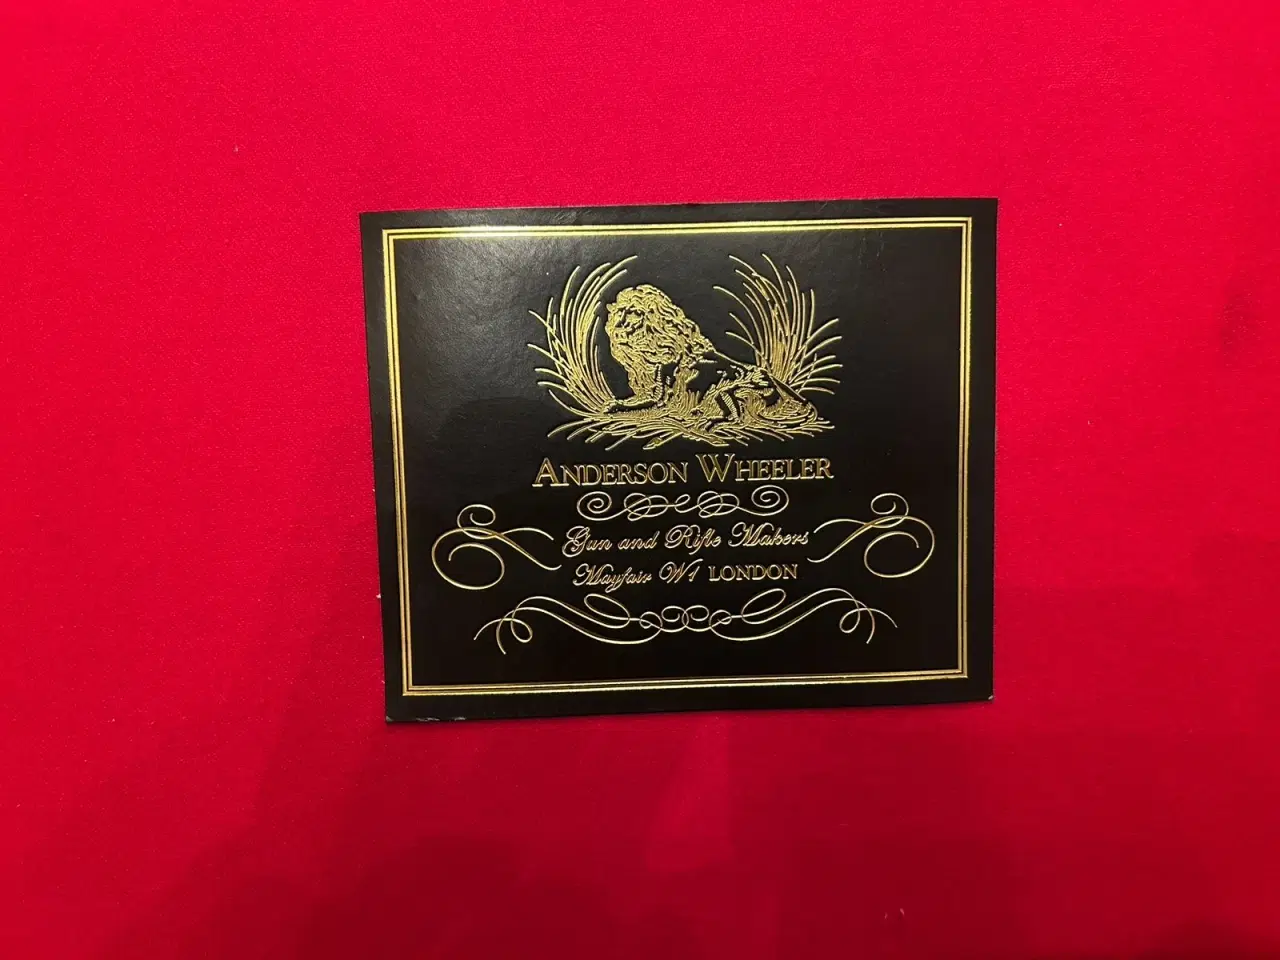 ANDERSON WHEELER
Gun and Rifle Makers
Mayfair W1 LONDON